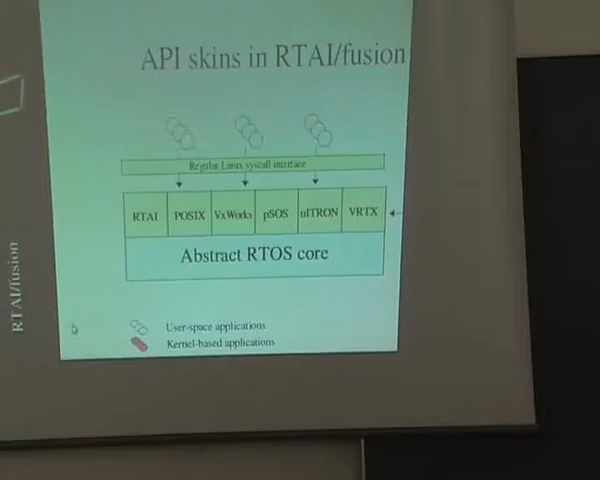 API skins in RTAI/fusion
Regular Linux syscall interface
RTAI POSIX VxWorks pSOS uITRON VRTX
Abstract RTOS core
User-space applications
Kernel-based applications
RTAI/fusion